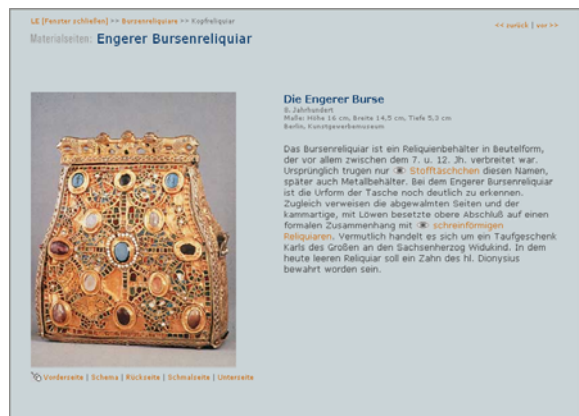 LE [Fenster schließen] >> Bursenreliquiare >> Kopfreliquiar
<< zurück | vor >>
Materialseiten: Engerer Bursenreliquiar
Die Engerer Burse
8. Jahrhundert
Maße: Höhe 16 cm, Breite 14,5 cm, Tiefe 5,3 cm
Berlin, Kunstgewerbemuseum
Das Bursenreliquiar ist ein Reliquienbehälter in Beutelform,
der vor allem zwischen dem 7. u. 12. Jh. verbreitet war.
Ursprünglich trugen nur Stofftäschchen diesen Namen,
später auch Metallbehälter. Bei dem Engerer Bursenreliquiar
ist die Urform der Tasche noch deutlich zu erkennen.
Zugleich verweisen die abgewalmten Seiten und der
kammartige, mit Löwen besetzte obere Abschluß auf einen
formalen Zusammenhang mit schreinförmigen
Reliquiaren. Vermutlich handelt es sich um ein Taufgeschenk
Karls des Großen an den Sachsenherzog Widukind. In dem
heute leeren Reliquiar soll ein Zahn des hl. Dionysius
bewahrt worden sein.
Vorderseite | Schema | Rückseite | Schmalseite | Unterseite